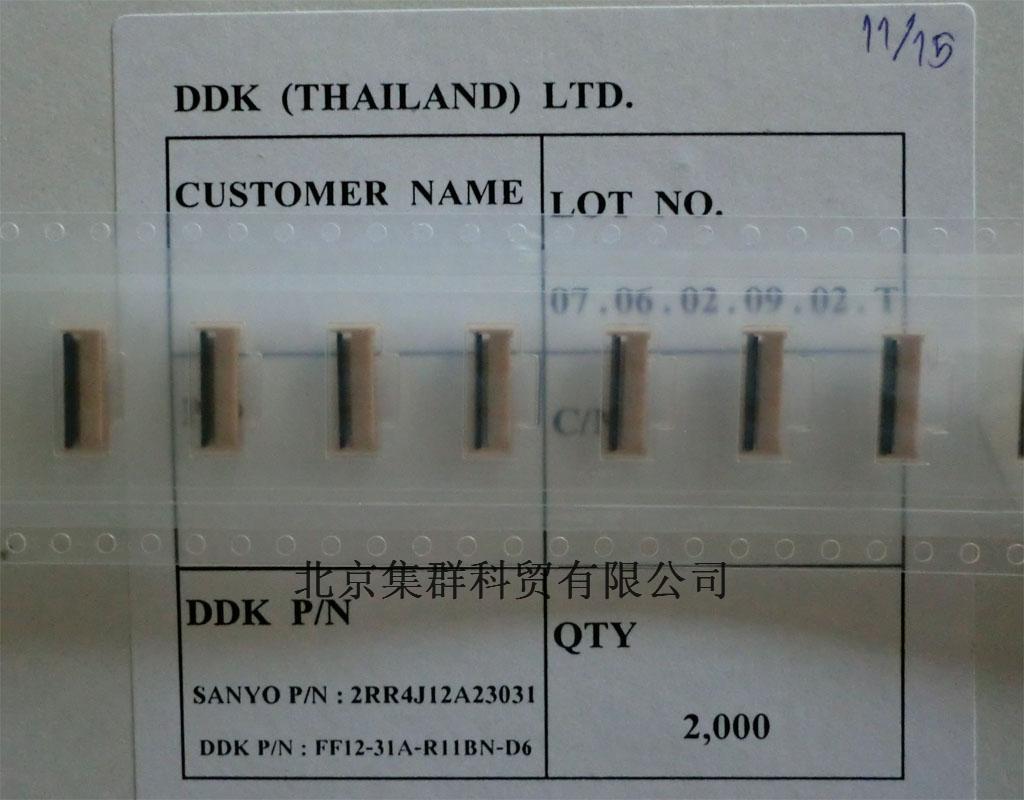 11/15
DDK (THAILAND) LTD.
CUSTOMER NAME
LOT NO.
07.06.02.09.02.T
C/N
北京集群科贸有限公司
DDK P/N
QTY
SANYO P/N : 2RR4J12A23031
2,000
DDK P/N : FF12-31A-R11BN-D6